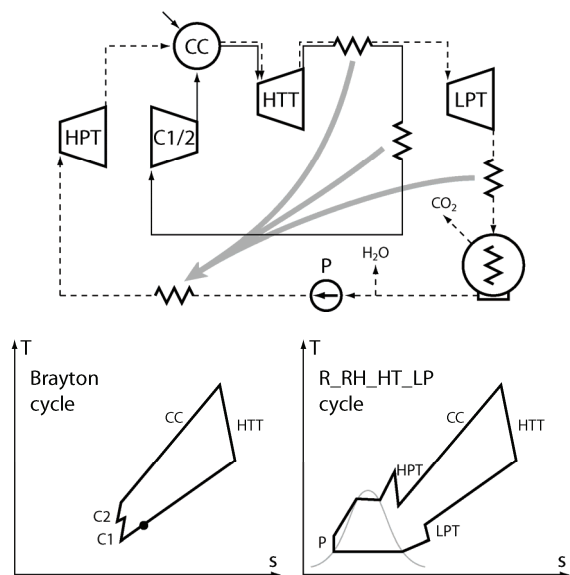 CC
HTT
LPT
HPT
C1/2
CO₂
H₂O
P
T
Brayton
cycle
CC
HTT
C2
C1
s
T
R_RH_HT_LP
cycle
CC
HTT
HPT
LPT
P
s